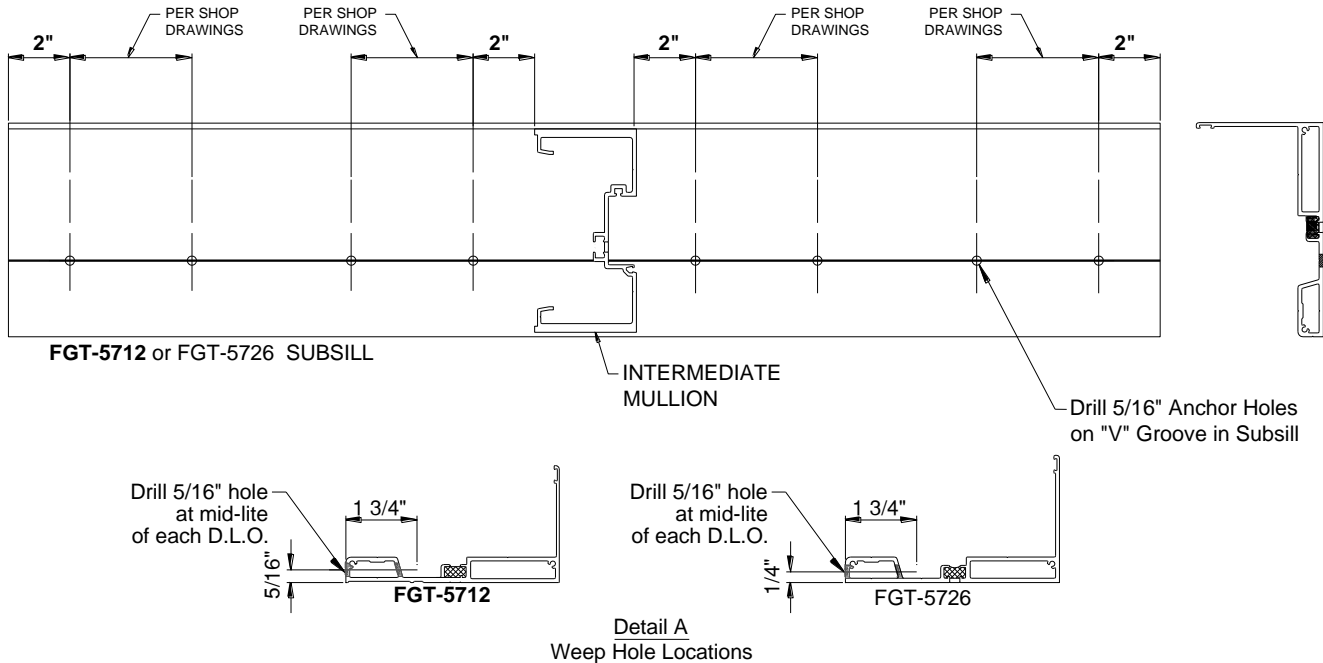 PER SHOP
DRAWINGS
PER SHOP
DRAWINGS
PER SHOP
DRAWINGS
PER SHOP
DRAWINGS
2"
2"
2"
2"
FGT-5712 or FGT-5726 SUBSILL
INTERMEDIATE
MULLION
Drill 5/16" Anchor Holes
on "V" Groove in Subsill
Drill 5/16" hole
at mid-lite
of each D.L.O.
1 3/4"
5/16"
FGT-5712
Drill 5/16" hole
at mid-lite
of each D.L.O.
1 3/4"
1/4"
FGT-5726
Detail A
Weep Hole Locations